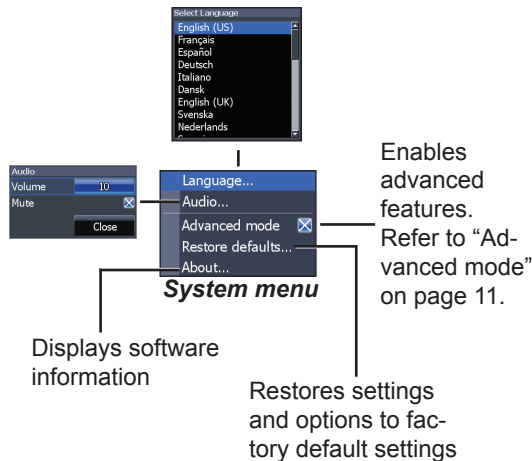 Select Language
English (US)
Français
Español
Deutsch
Italiano
Dansk
English (UK)
Svenska
Nederlands
Audio
Volume 10
Mute
Close
Language...
Audio...
Advanced mode
Restore defaults...
About...
System menu
Enables
advanced
features.
Refer to “Ad-
vanced mode”
on page 11.
Displays software
information
Restores settings
and options to fac-
tory default settings